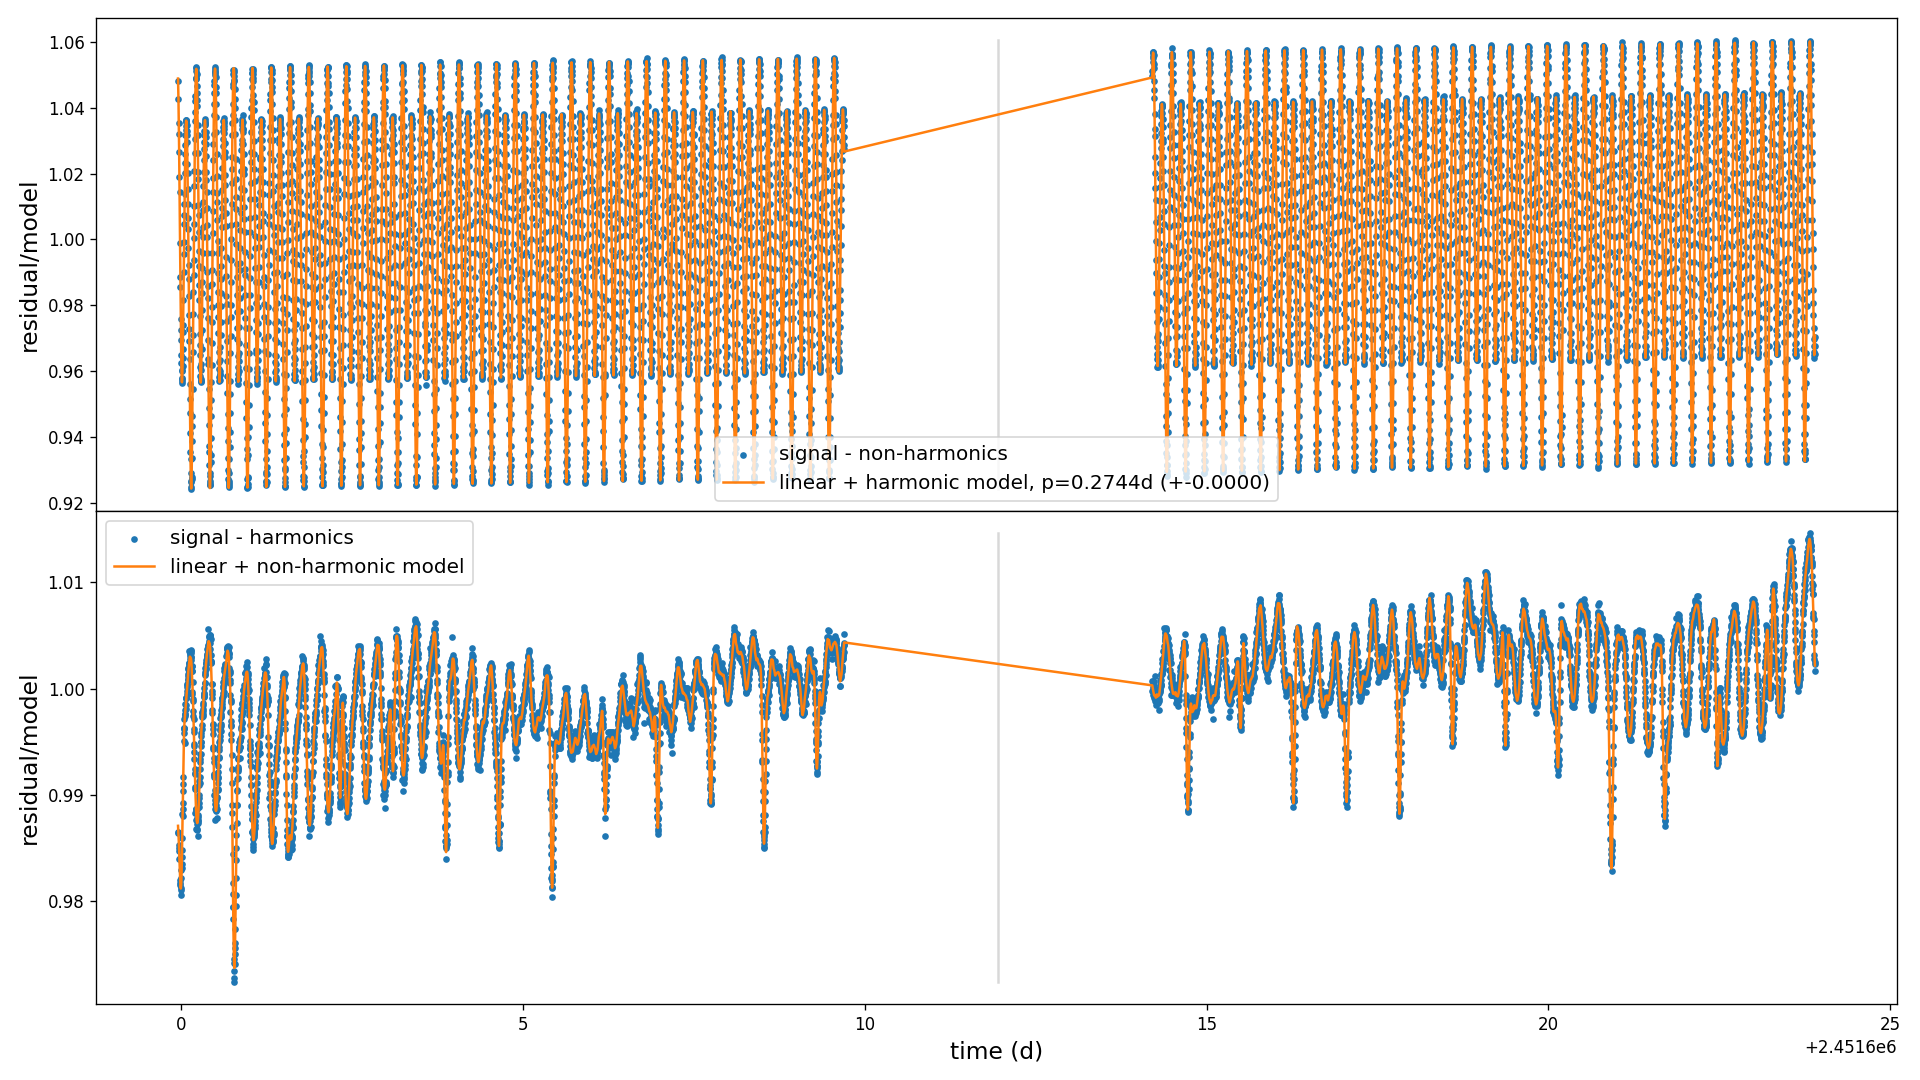 1.06
1.04
1.02
1.00
0.98
0.96
0.94
0.92
residual/model
signal - non-harmonics
linear + harmonic model, p=0.2744d (+-0.0000)
signal - harmonics
linear + non-harmonic model
1.01
1.00
0.99
0.98
residual/model
0 5 10 15 20 25
time (d)
+2.4516e6